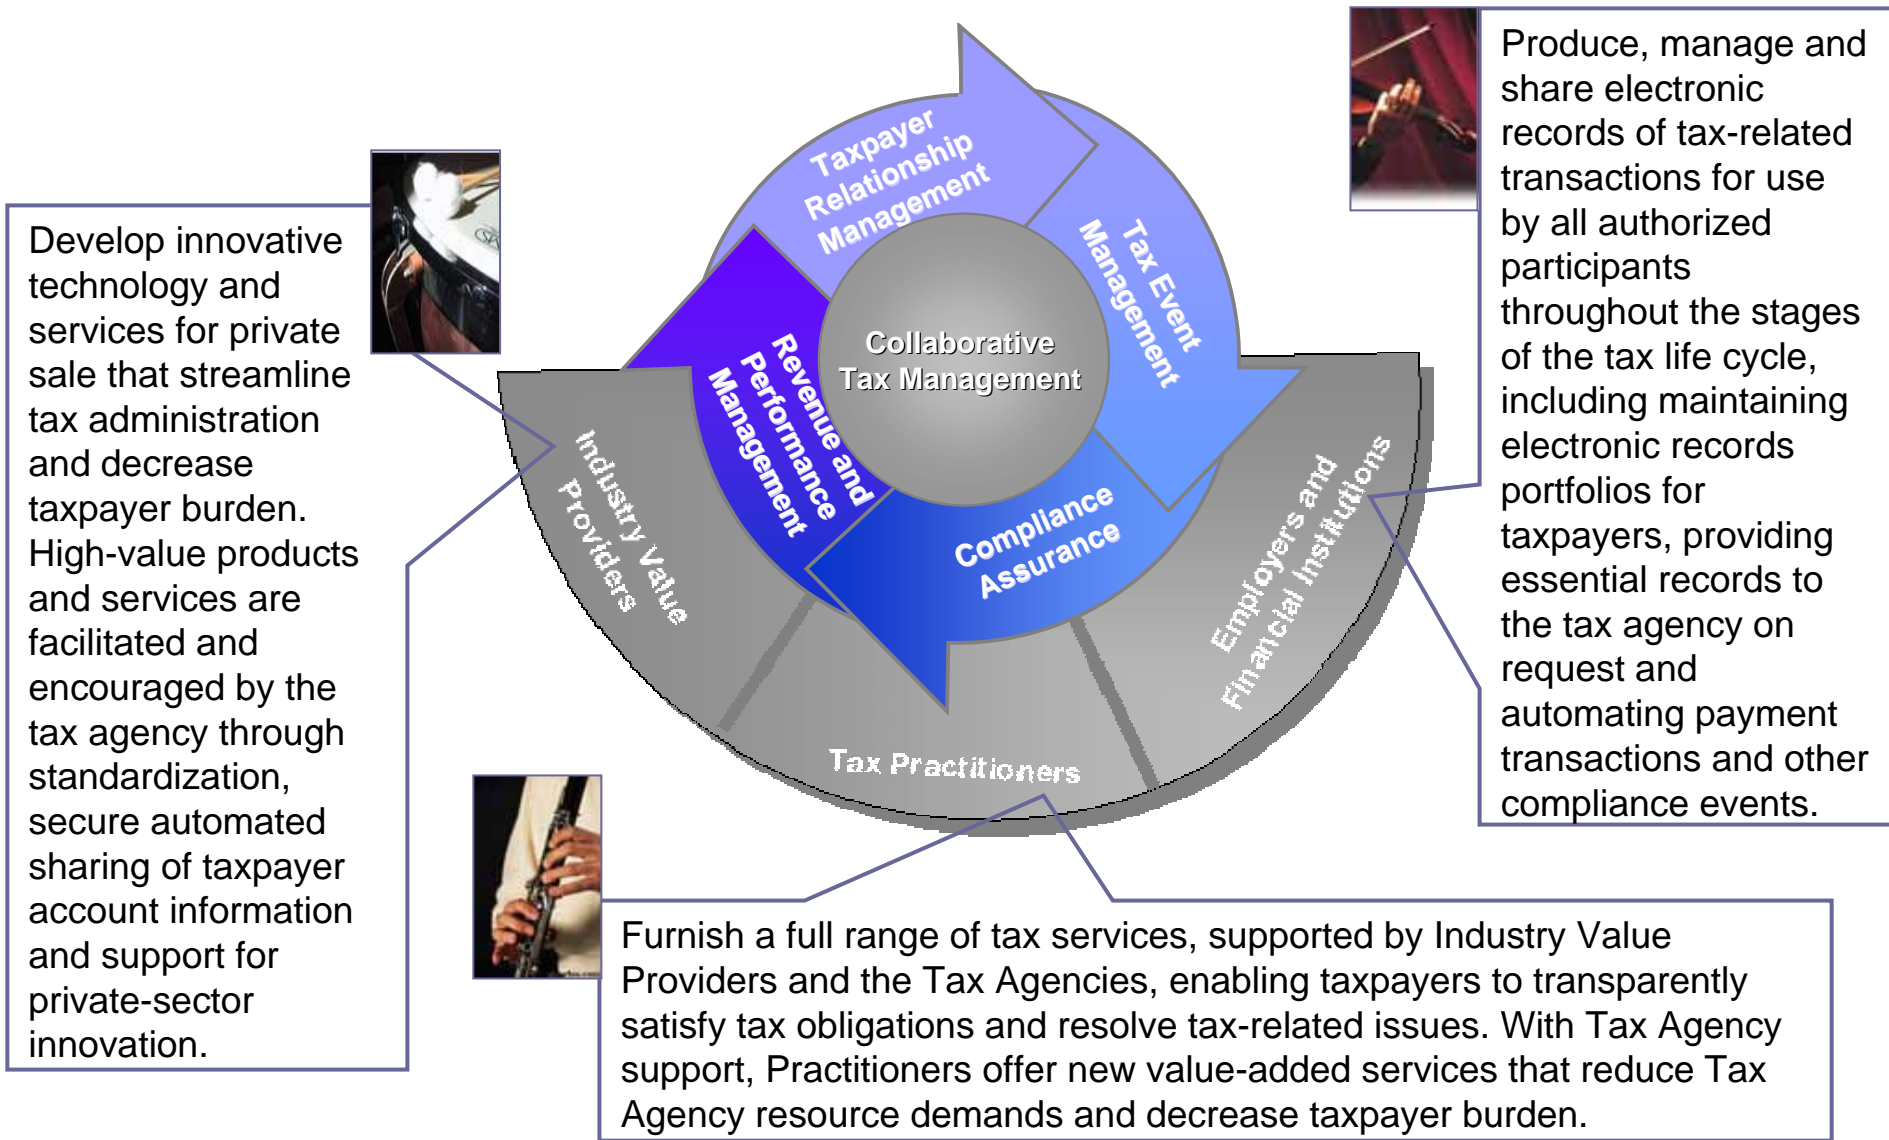 Taxpayer
Relationship
Management
Tax Event
Management
Collaborative
Tax Management
Revenue and
Performance
Management
Compliance
Assurance
Industry Value
Providers
Tax Practitioners
Employers and
Financial Institutions
Develop innovative
technology and
services for private
sale that streamline
tax administration
and decrease
taxpayer burden.
High-value products
and services are
facilitated and
encouraged by the
tax agency through
standardization,
secure automated
sharing of taxpayer
account information
and support for
private-sector
innovation.
Produce, manage and
share electronic
records of tax-related
transactions for use
by all authorized
participants
throughout the stages
of the tax life cycle,
including maintaining
electronic records
portfolios for
taxpayers, providing
essential records to
the tax agency on
request and
automating payment
transactions and other
compliance events.
Furnish a full range of tax services, supported by Industry Value
Providers and the Tax Agencies, enabling taxpayers to transparently
satisfy tax obligations and resolve tax-related issues. With Tax Agency
support, Practitioners offer new value-added services that reduce Tax
Agency resource demands and decrease taxpayer burden.